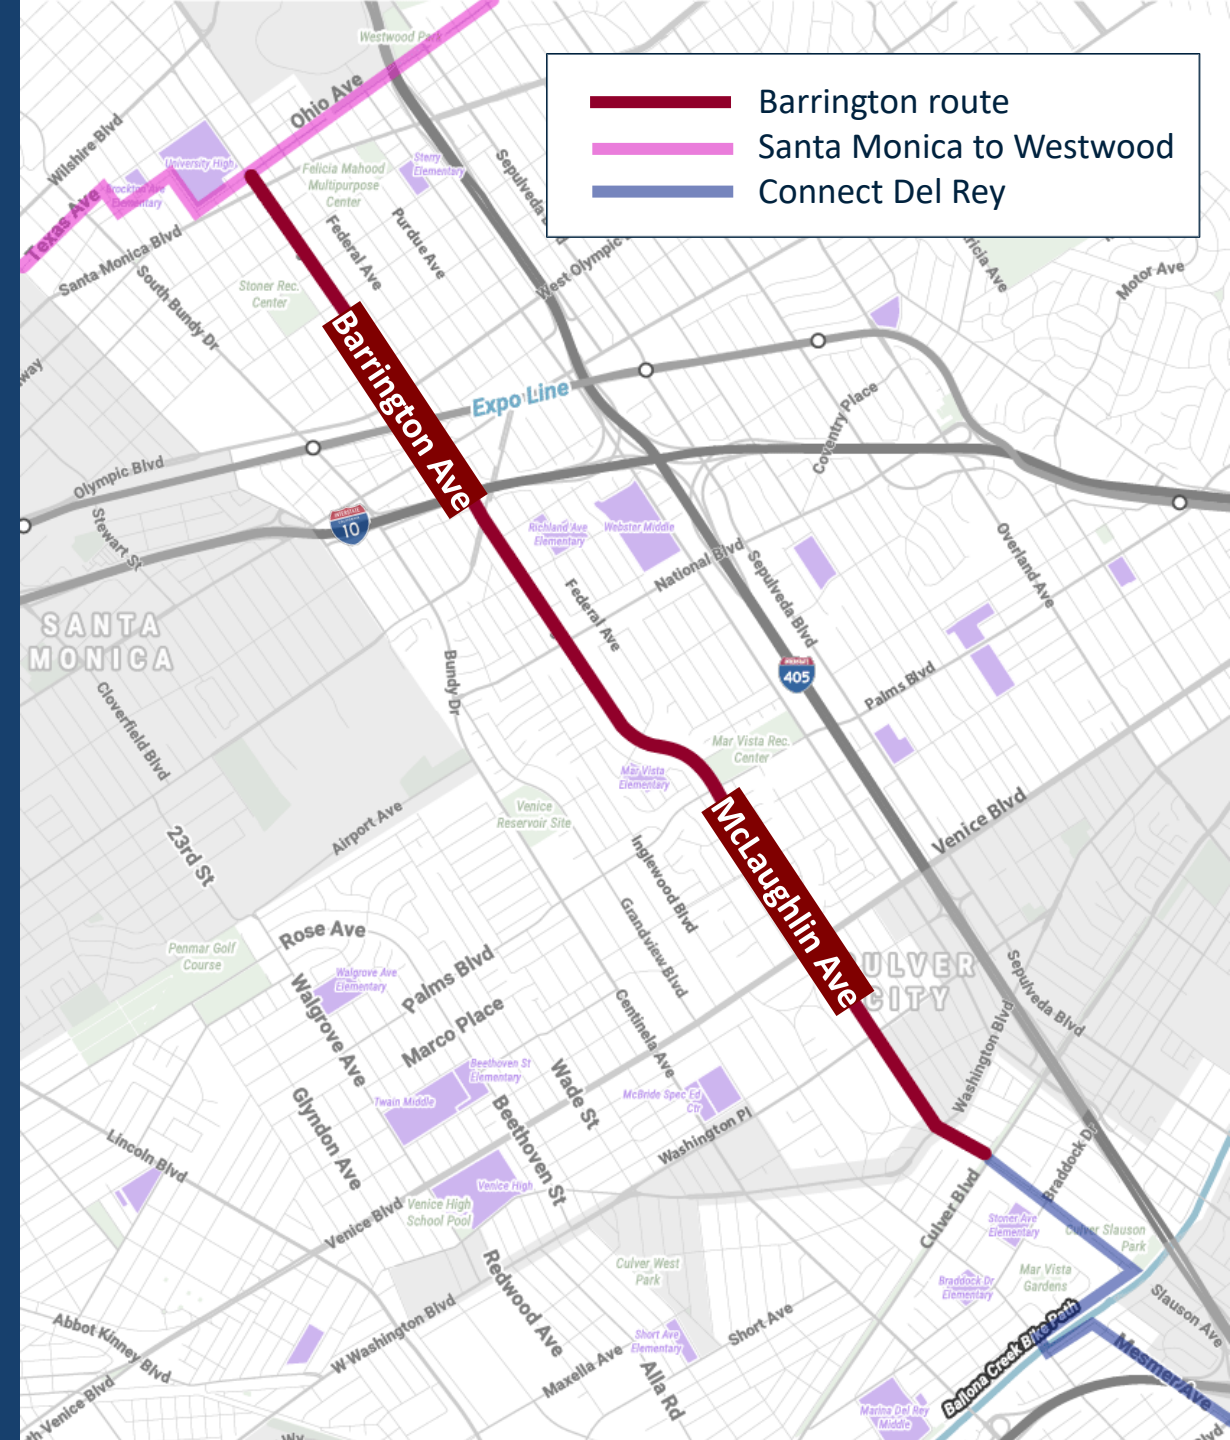 Westwood Park
Barrington route
Santa Monica to Westwood
Connect Del Rey
Ohio Ave
Wilshire Blvd
University High
Sterry
Elementary
Felicia Mahood
Multipurpose
Center
Brockton Ave
Elementary
Texas Ave
Santa Monica Blvd
Federal Ave
Purdue Ave
West Olympic
Motor Ave
South Bundy Dr
Stoner Rec.
Center
Barrington Ave
Expo Line
Coventry Place
Olympic Blvd
Stewart St
INTERSTATE
10
Richland Ave
Elementary
Webster Middle
National Blvd
Sepulveda Blvd
Overland Ave
Federal Ave
SANTA
MONICA
Bundy Dr
405
Palms Blvd
Cloverfield Blvd
Mar Vista Rec.
Center
Mar Vista
Elementary
Venice
Reservoir Site
Airport Ave
Venice Blvd
23rd St
McLaughlin Ave
Inglewood Blvd
Grandview Blvd
Rose Ave
Penmar Golf
Course
Walgrove Ave
Elementary
Palms Blvd
Walgrove Ave
Marco Place
ULVER
CITY
Sepulveda Blvd
Centinela Ave
Washington Blvd
Beethoven St
Elementary
Twain Middle
Wade St
McBride Spec Ed
Ctr
Washington Pl
Glyndon Ave
Beethoven St
Lincoln Blvd
Braddock Dr
Venice High
Venice High
School Pool
Venice Blvd
Culver Blvd
Stoner Ave
Elementary
Culver Slauson
Park
Culver West
Park
Mar Vista
Gardens
Braddock Dr
Elementary
Redwood Ave
Slauson Ave
Abbot Kinney Blvd
W Washington Blvd
Short Ave
Short Ave
Elementary
Ballona Creek Bike Path
Mesmer Ave
Maxella Ave
Alla Rd
Marina Del Rey
Middle